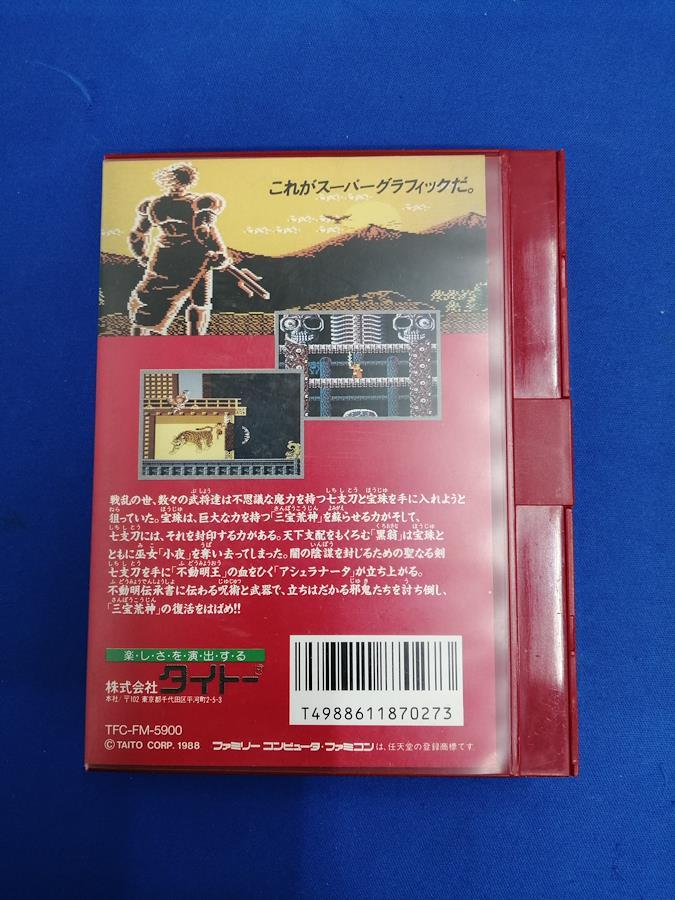 これがスーパーグラフィックだ。
戦乱の世、数々の武将達は不思議な魔力を持つ七支刀と宝珠を手に入れようと
狙っていた。宝珠は、巨大な力を持つ「三宝荒神」を蘇らせる力がそして、
七支刀には、それを封印する力がある。天下支配をもくろむ「黒翁」は宝珠と
ともに巫女「小夜」を奪い去ってしまった。闇の陰謀を封じるための聖なる剣
七支刀を手に「不動明王」の血をひく「アシュラナータ」が立ち上がる。
不動明伝承書に伝わる呪術と武器で、立ちはだかる邪鬼たちを討ち倒し、
「三宝荒神」の復活をはばめ!!
楽・し・さ・を・演・出・す・る
株式会社 タイトー
本社/〒102 東京都千代田区平河町2-5-3
T4988611870273
TFC-FM-5900
©TAITO CORP. 1988
ファミリーコンピュータ・ファミコンは、任天堂の登録商標です。